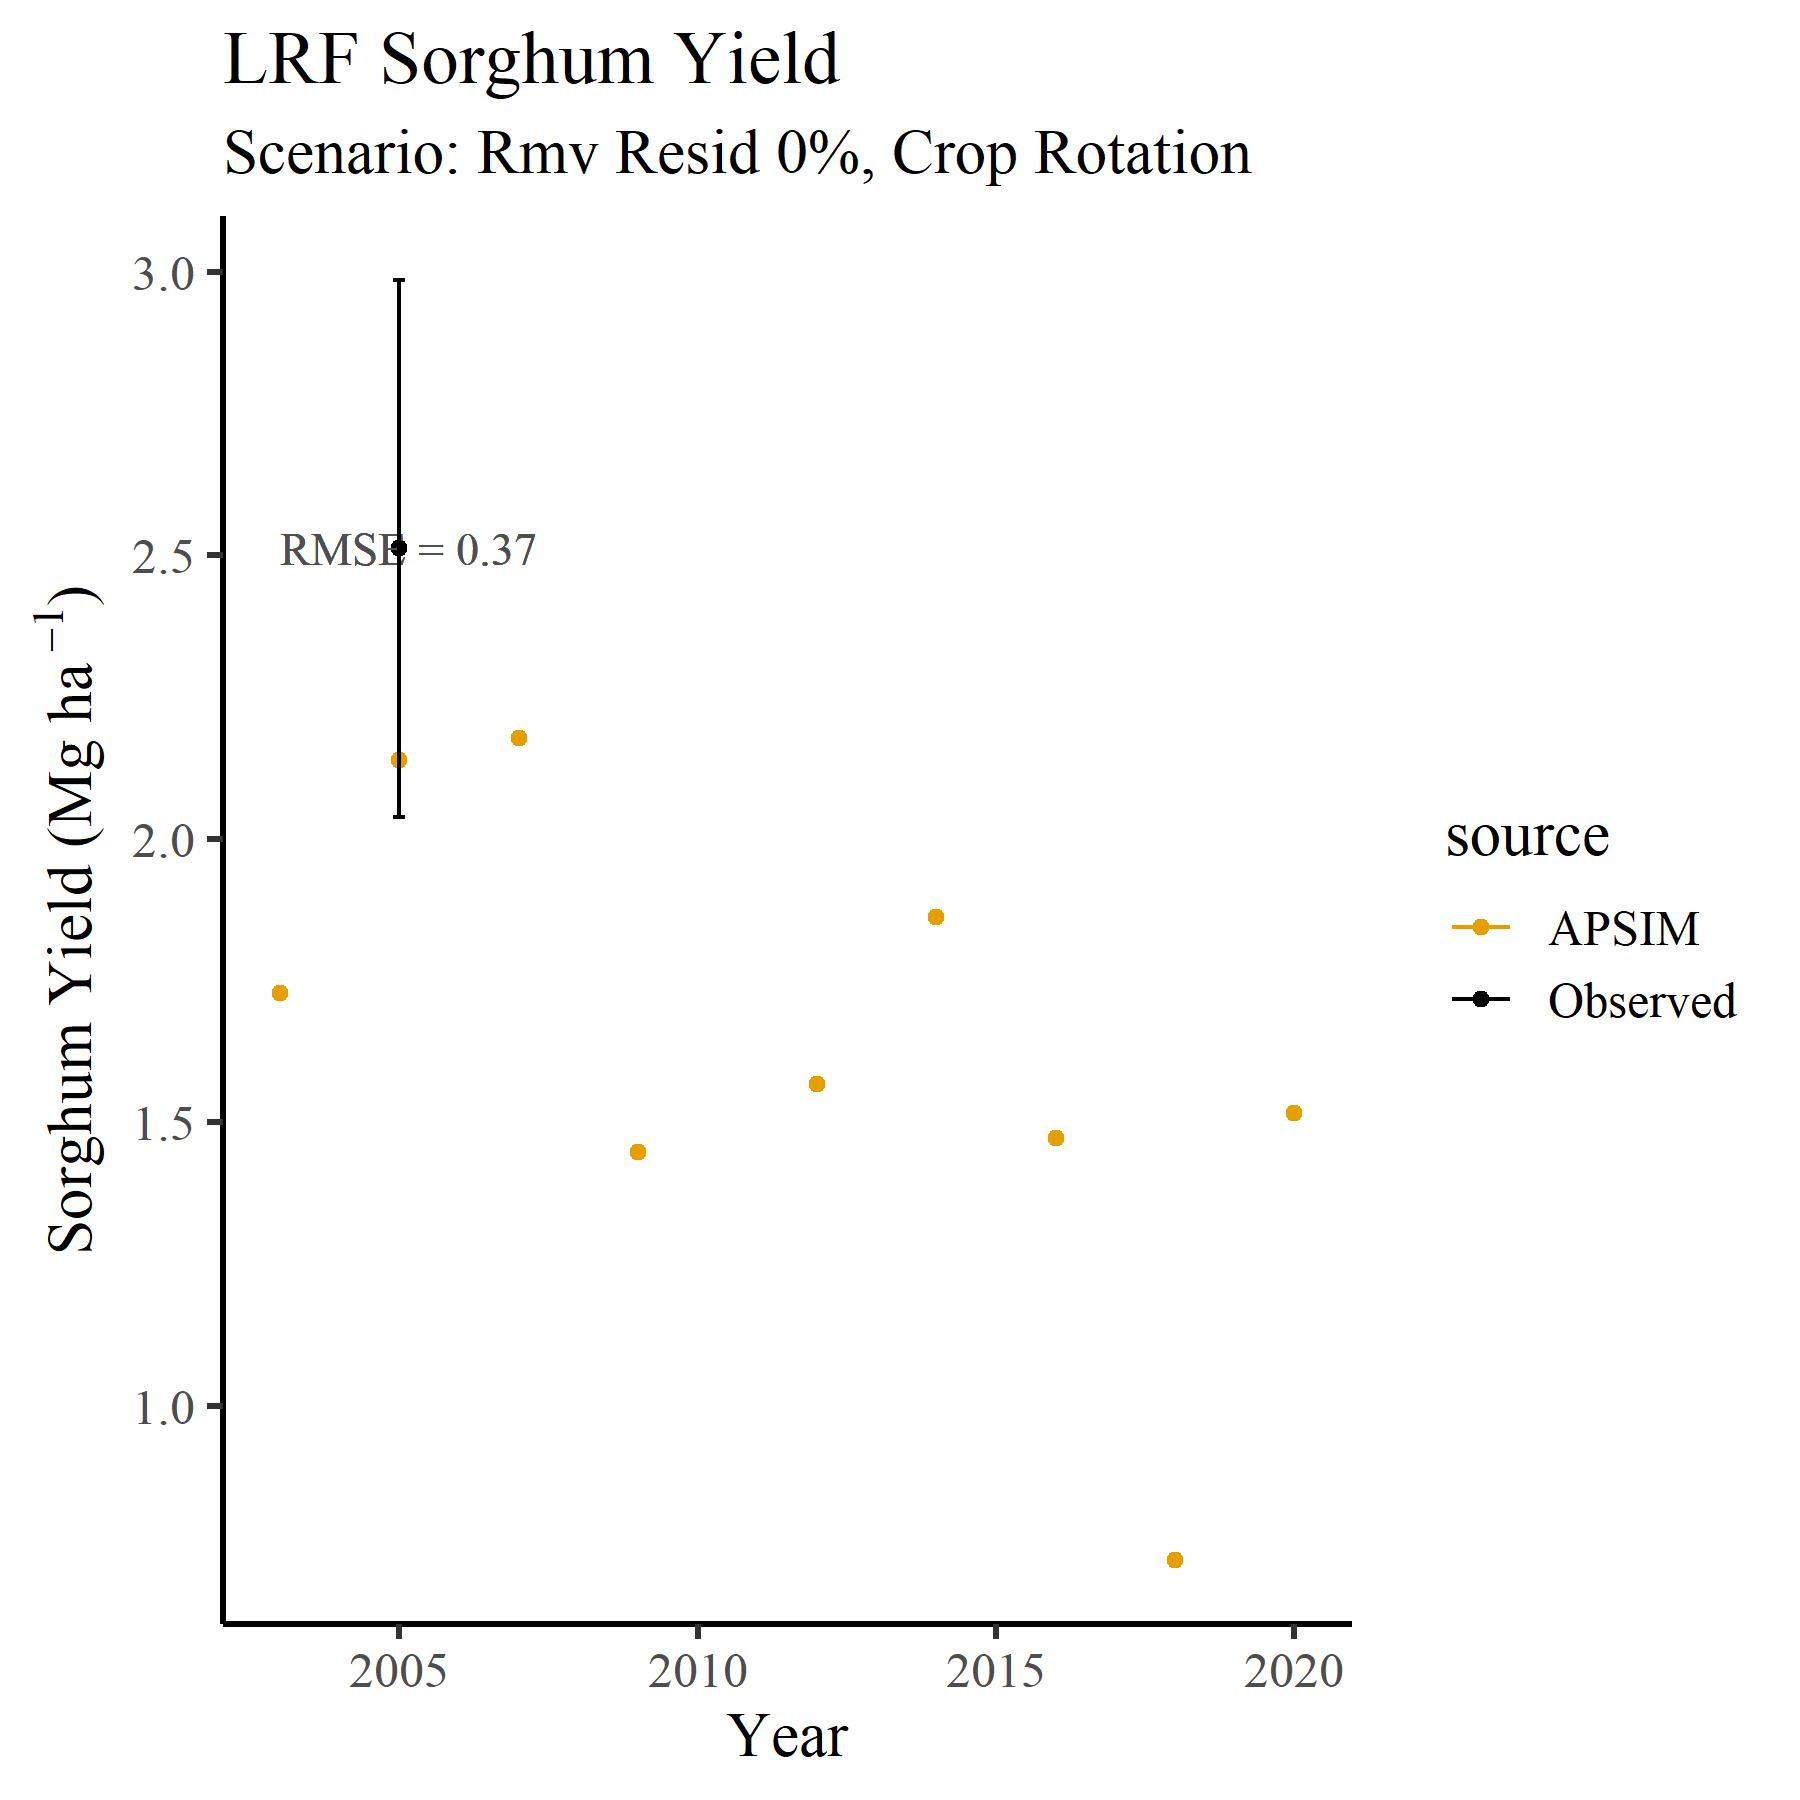 LRF Sorghum Yield
Scenario: Rmv Resid 0%, Crop Rotation
3.0
2.5
2.0
1.5
1.0
Sorghum Yield (Mg ha⁻¹)
RMSE = 0.37
2005
2010
2015
2020
Year
source
APSIM
Observed